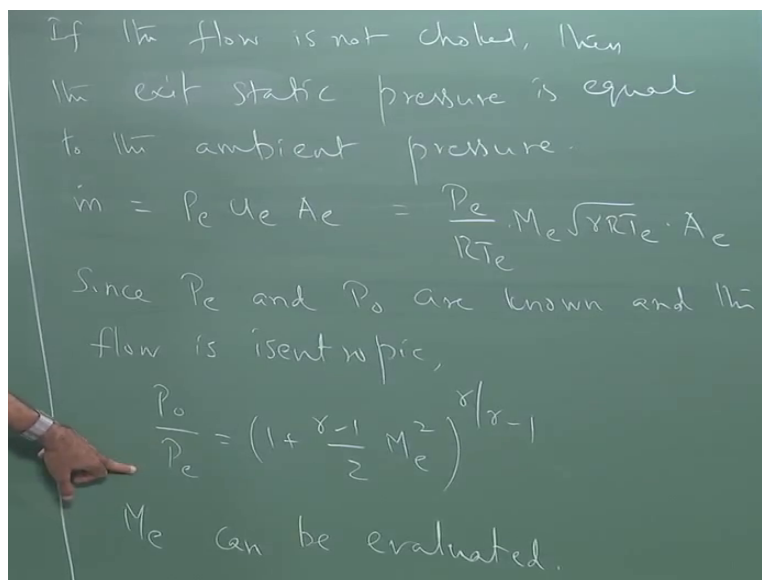 If the flow is not choked, then
the exit static pressure is equal
to the ambient pressure.
ṁ = ρe ue Ae = Pe/RTe · Me √γRTe · Ae
Since Pe and Po are known and the
flow is isentropic,
Po/Pe = (1 + γ-1/2 Me²)^γ/γ-1
Me can be evaluated.